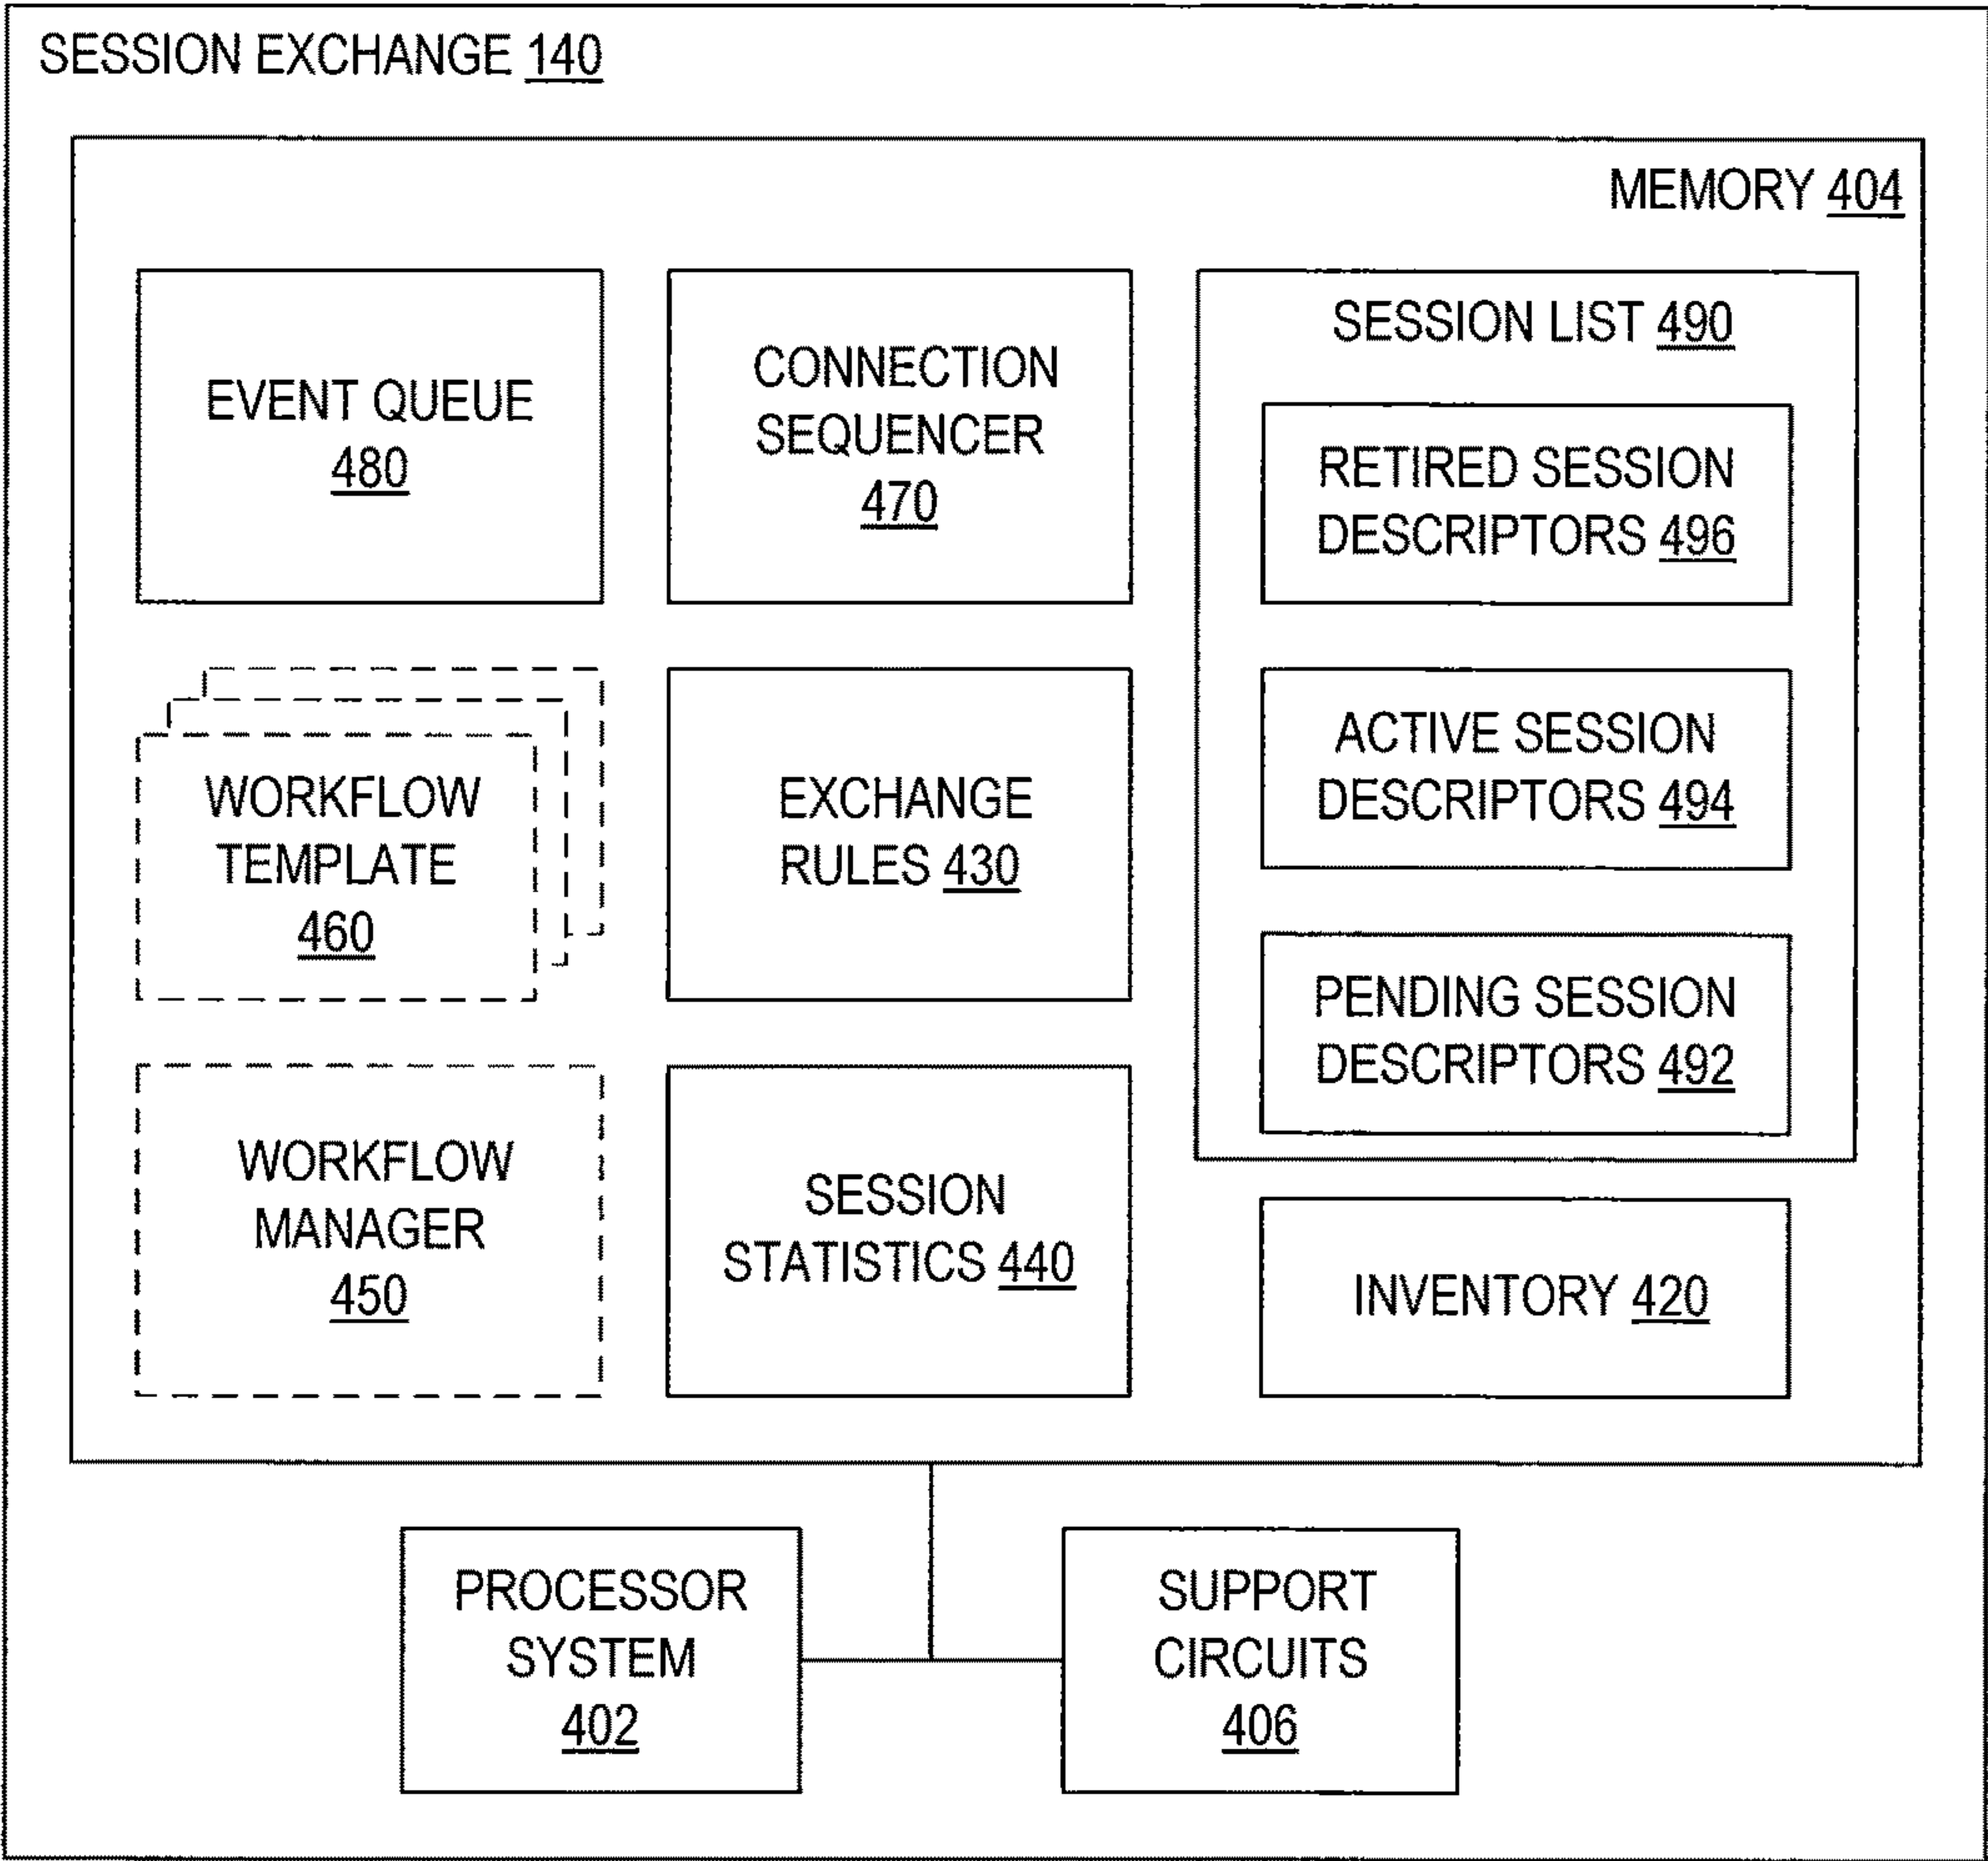 SESSION EXCHANGE 140
MEMORY 404
EVENT QUEUE
480
CONNECTION
SEQUENCER
470
SESSION LIST 490
RETIRED SESSION
DESCRIPTORS 496
ACTIVE SESSION
DESCRIPTORS 494
PENDING SESSION
DESCRIPTORS 492
WORKFLOW
TEMPLATE
460
EXCHANGE
RULES 430
WORKFLOW
MANAGER
450
SESSION
STATISTICS 440
INVENTORY 420
PROCESSOR
SYSTEM
402
SUPPORT
CIRCUITS
406